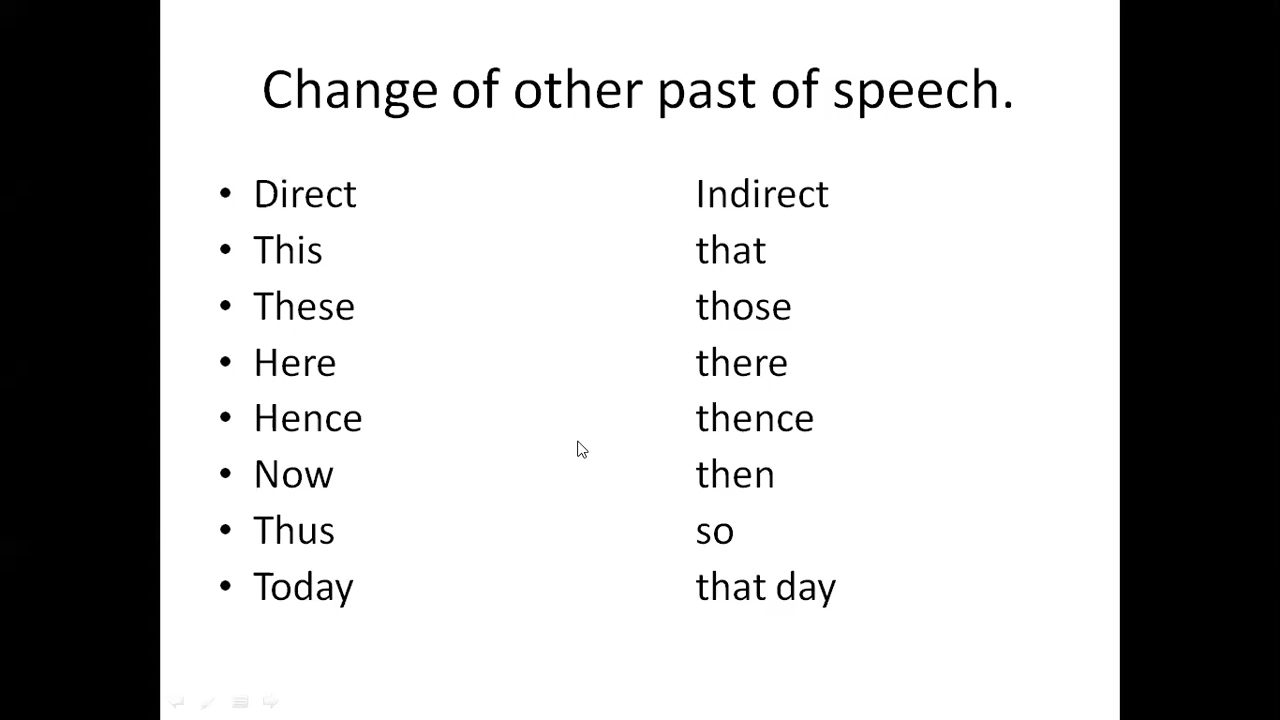 Change of other past of speech.
• Direct Indirect
• This that
• These those
• Here there
• Hence thence
• Now then
• Thus so
• Today that day